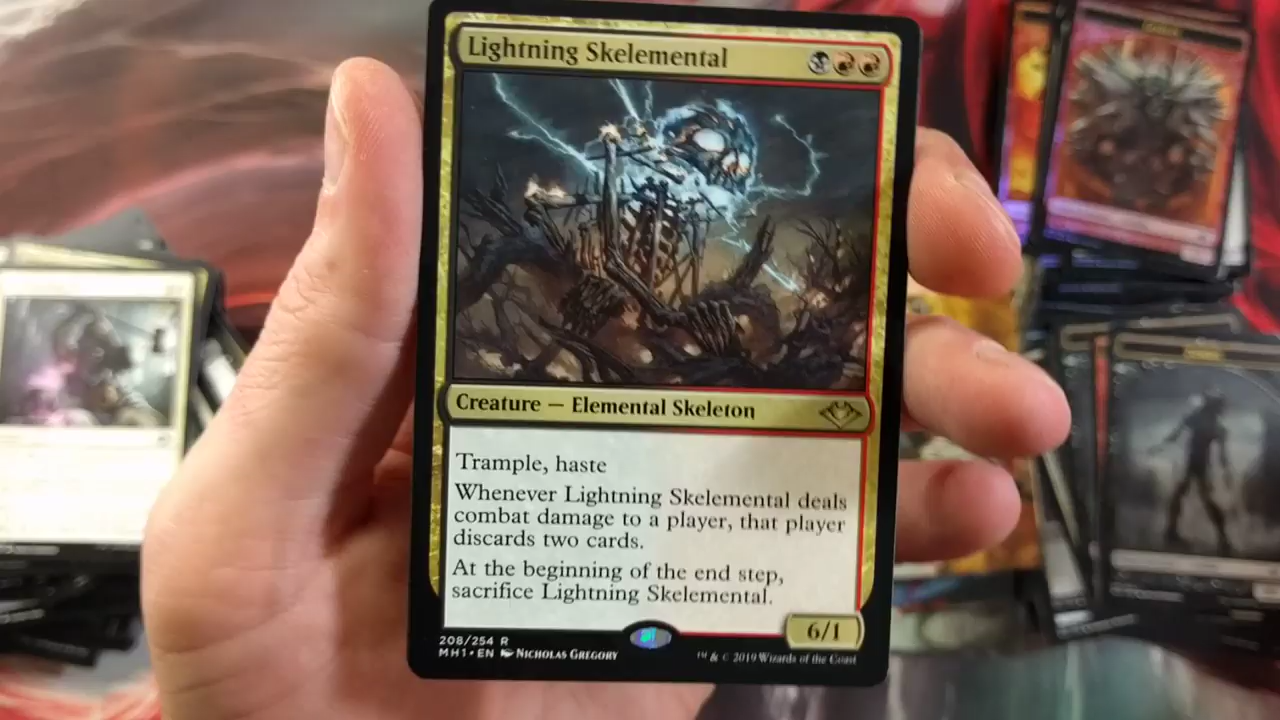 Lightning Skelemental
Creature — Elemental Skeleton
Trample, haste
Whenever Lightning Skelemental deals
combat damage to a player, that player
discards two cards.
At the beginning of the end step,
sacrifice Lightning Skelemental.
6/1
208/254 R
MH1 • EN Nicholas Gregory
™ & © 2019 Wizards of the Coast